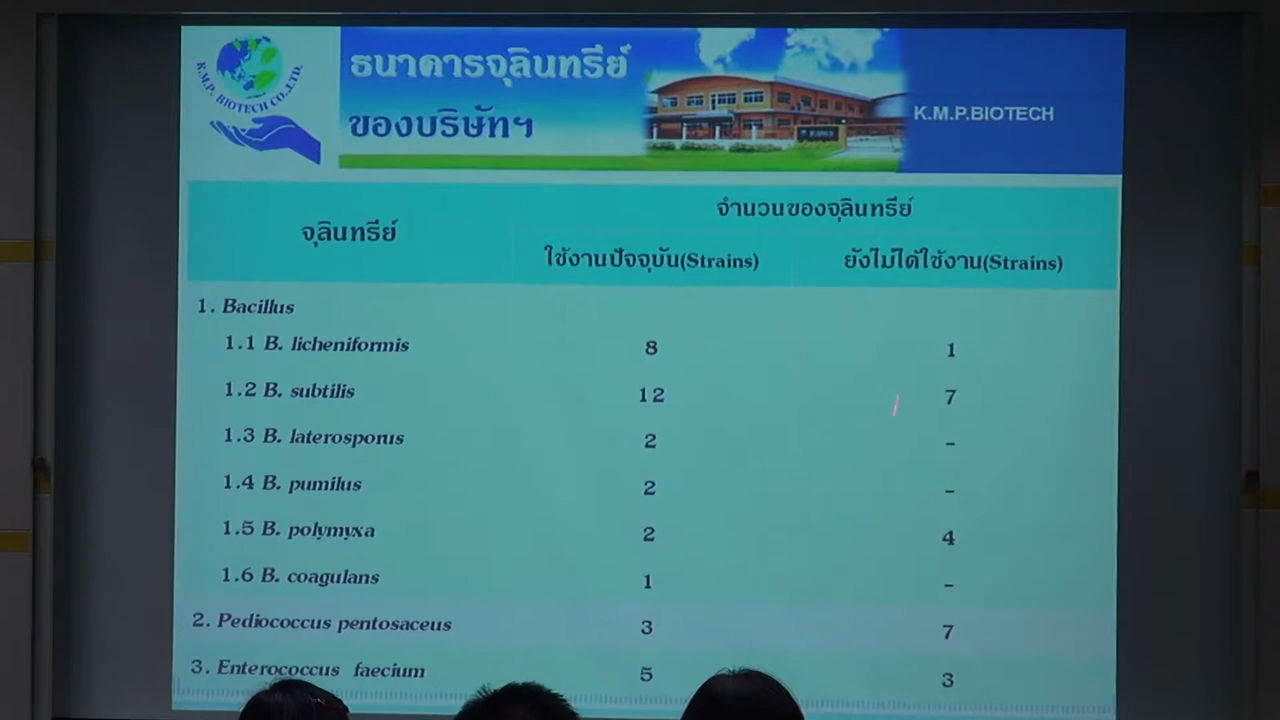 K.M.P. BIOTECH CO.,LTD.
ธนาคารจุลินทรีย์
ของบริษัทฯ
K.M.P.BIOTECH
จุลินทรีย์
จำนวนของจุลินทรีย์
ใช้งานปัจจุบัน(Strains) ยังไม่ได้ใช้งาน(Strains)
1. Bacillus
1.1 B. licheniformis 8 1
1.2 B. subtilis 12 7
1.3 B. laterosporus 2 -
1.4 B. pumilus 2 -
1.5 B. polymyxa 2 4
1.6 B. coagulans 1 -
2. Pediococcus pentosaceus 3 7
3. Enterococcus faecium 5 3